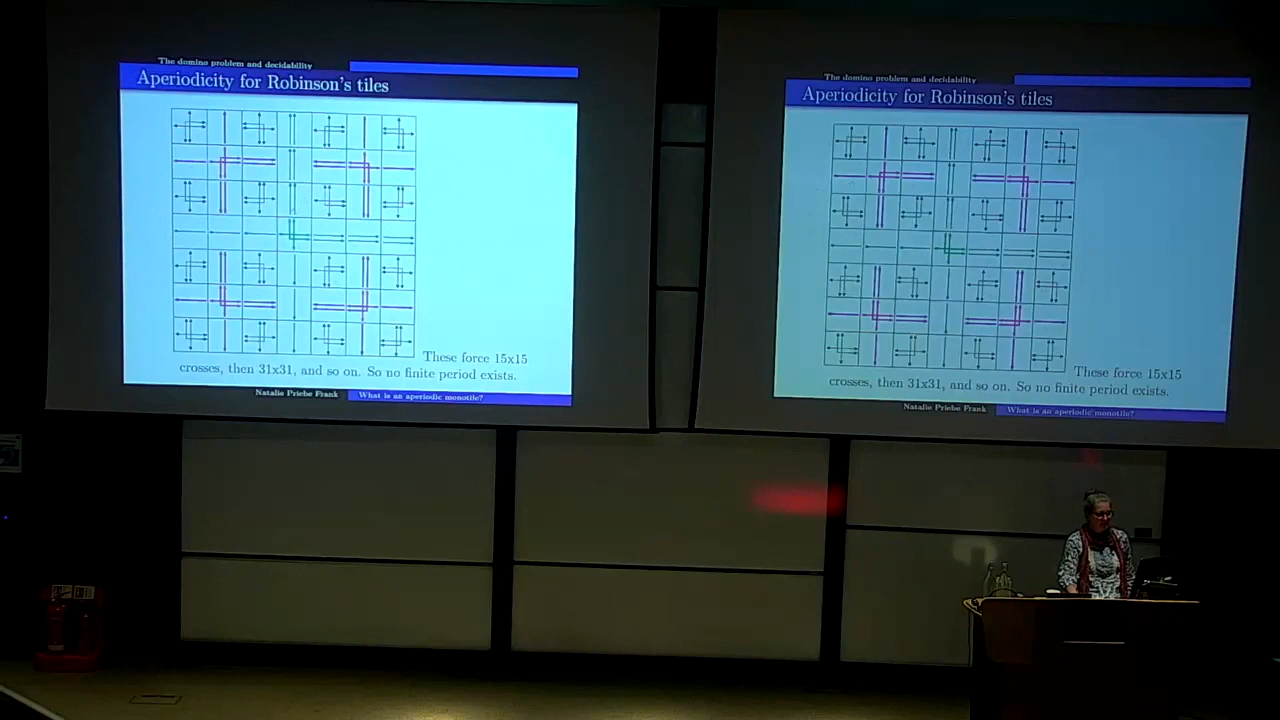 The domino problem and decidability
Aperiodicity for Robinson's tiles
These force 15x15
crosses, then 31x31, and so on. So no finite period exists.
Natalie Priebe Frank
What is an aperiodic monotile?
The domino problem and decidability
Aperiodicity for Robinson's tiles
These force 15x15
crosses, then 31x31, and so on. So no finite period exists.
Natalie Priebe Frank
What is an aperiodic monotile?